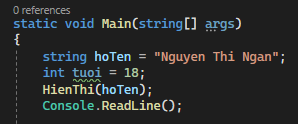 0 references
static void Main(string[] args)
{
string hoTen = "Nguyen Thi Ngan";
int tuoi = 18;
HienThi(hoTen);
Console.ReadLine();